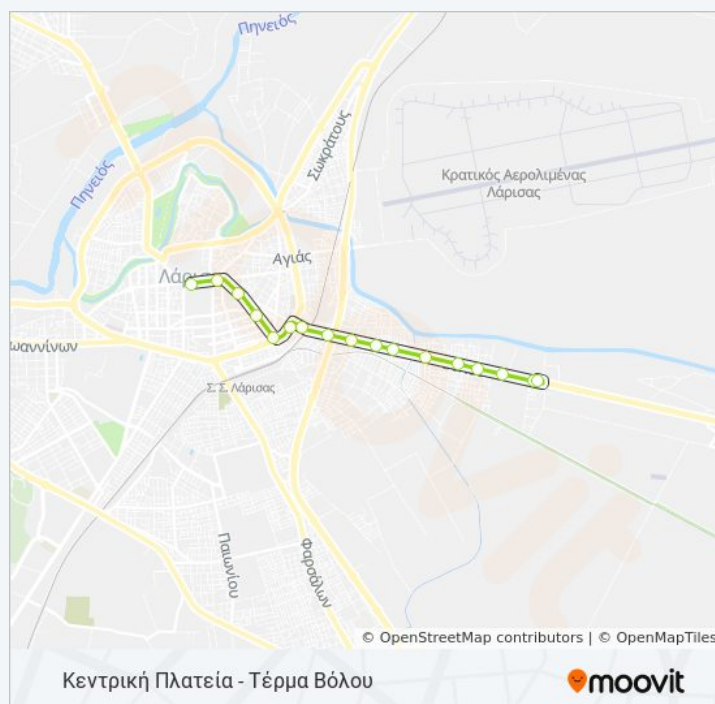 Πηνειός
Σωκράτους
Πηνειός
Κρατικός Αερολιμένας
Λάρισας
Αγιάς
Λάρισ
ωαννίνων
Σ. Σ. Λάρισας
Παιωνίου
Φαρσάλων
© OpenStreetMap contributors | © OpenMapTiles
Κεντρική Πλατεία - Τέρμα Βόλου
moovit